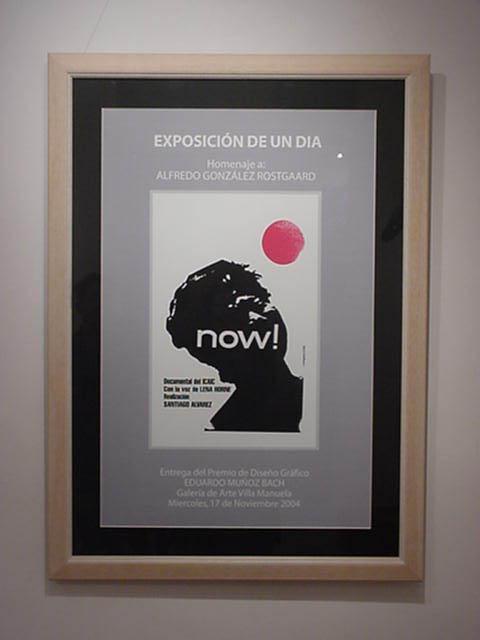 EXPOSICIÓN DE UN DIA
Homenaje a:
ALFREDO GONZÁLEZ ROSTGAARD
now!
Documental del ICAIC
Con la voz de LENA HORNE
Realización
SANTIAGO ALVAREZ
Entrega del Premio de Diseño Gráfico
EDUARDO MUÑOZ BACH
Galería de Arte Villa Manuela
Miercoles, 17 de Noviembre 2004